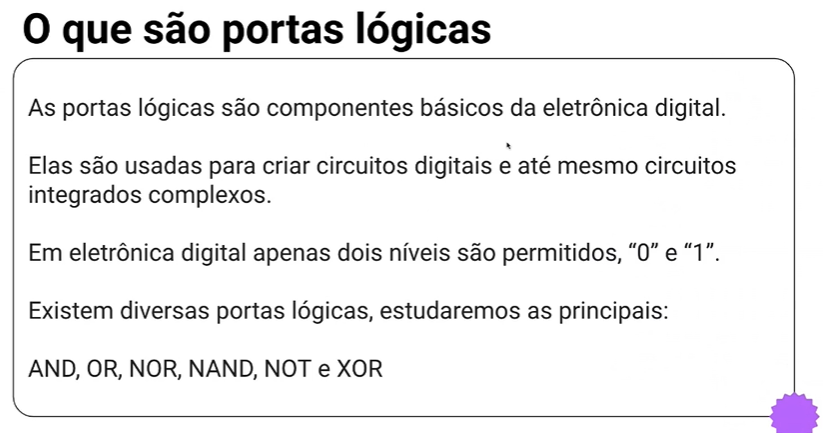 O que são portas lógicas
As portas lógicas são componentes básicos da eletrônica digital.
Elas são usadas para criar circuitos digitais e até mesmo circuitos
integrados complexos.
Em eletrônica digital apenas dois níveis são permitidos, “0” e “1”.
Existem diversas portas lógicas, estudaremos as principais:
AND, OR, NOR, NAND, NOT e XOR